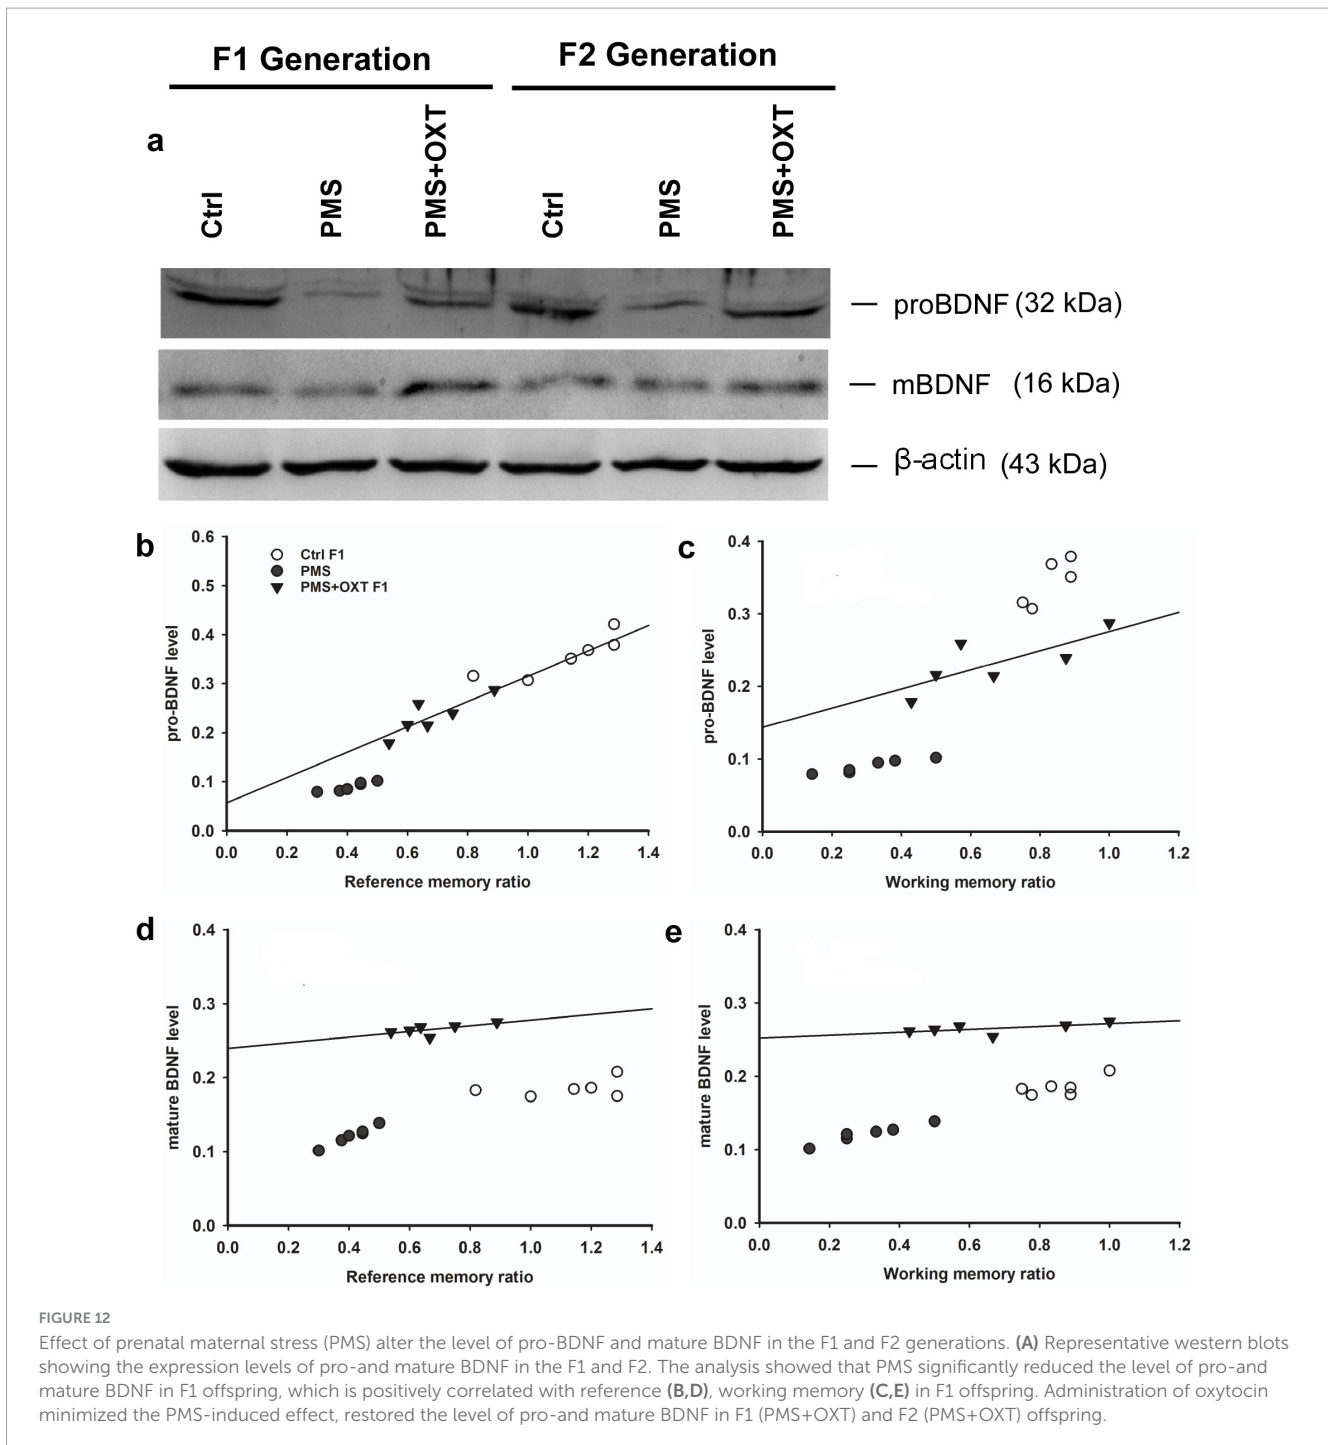 F1 Generation
F2 Generation
a
Ctrl
PMS
PMS+OXT
Ctrl
PMS
PMS+OXT
proBDNF (32 kDa)
mBDNF (16 kDa)
β-actin (43 kDa)
b
0.6
0.5
0.4
0.3
0.2
0.1
0.0
pro-BDNF level
Ctrl F1
PMS
PMS+OXT F1
0.0 0.2 0.4 0.6 0.8 1.0 1.2 1.4
Reference memory ratio
c
0.4
0.3
0.2
0.1
0.0
pro-BDNF level
0.0 0.2 0.4 0.6 0.8 1.0 1.2
Working memory ratio
d
0.4
0.3
0.2
0.1
0.0
mature BDNF level
0.0 0.2 0.4 0.6 0.8 1.0 1.2 1.4
Reference memory ratio
e
0.4
0.3
0.2
0.1
0.0
mature BDNF level
0.0 0.2 0.4 0.6 0.8 1.0 1.2
Working memory ratio
FIGURE 12
Effect of prenatal maternal stress (PMS) alter the level of pro-BDNF and mature BDNF in the F1 and F2 generations. (A) Representative western blots
showing the expression levels of pro-and mature BDNF in the F1 and F2. The analysis showed that PMS significantly reduced the level of pro-and
mature BDNF in F1 offspring, which is positively correlated with reference (B,D), working memory (C,E) in F1 offspring. Administration of oxytocin
minimized the PMS-induced effect, restored the level of pro-and mature BDNF in F1 (PMS+OXT) and F2 (PMS+OXT) offspring.